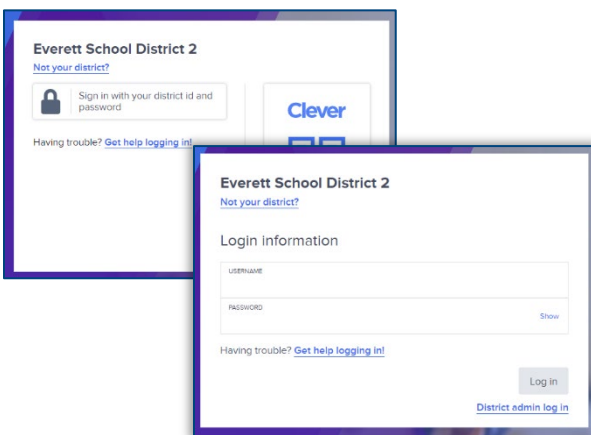 Everett School District 2
Not your district?
Sign in with your district id and
password
Having trouble? Get help logging in!
Clever
Everett School District 2
Not your district?
Login information
USERNAME
PASSWORD
Show
Having trouble? Get help logging in!
Log in
District admin log in